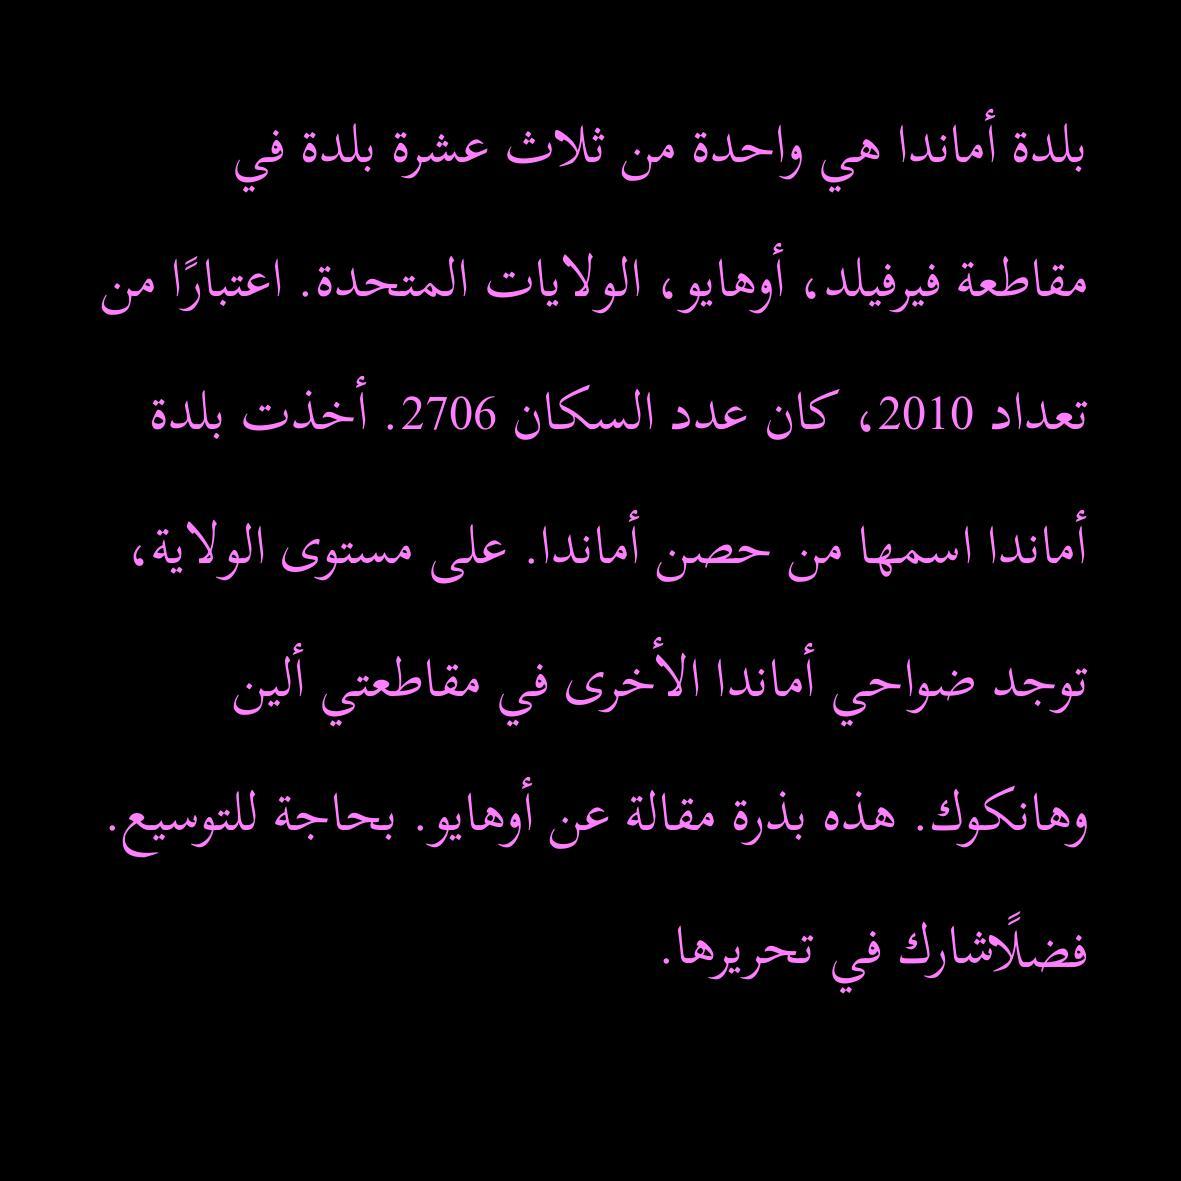 بلدة أماندا هي واحدة من ثلاث عشرة بلدة في
مقاطعة فيرفيلد، أوهايو، الولايات المتحدة. اعتبارًا من
تعداد 2010، كان عدد السكان 2706. أخذت بلدة
أماندا اسمها من حصن أماندا. على مستوى الولاية،
توجد ضواحي أماندا الأخرى في مقاطعتي ألين
وهانكوك. هذه بذرة مقالة عن أوهايو. بحاجة للتوسيع.
فضلًاشارك في تحريرها.